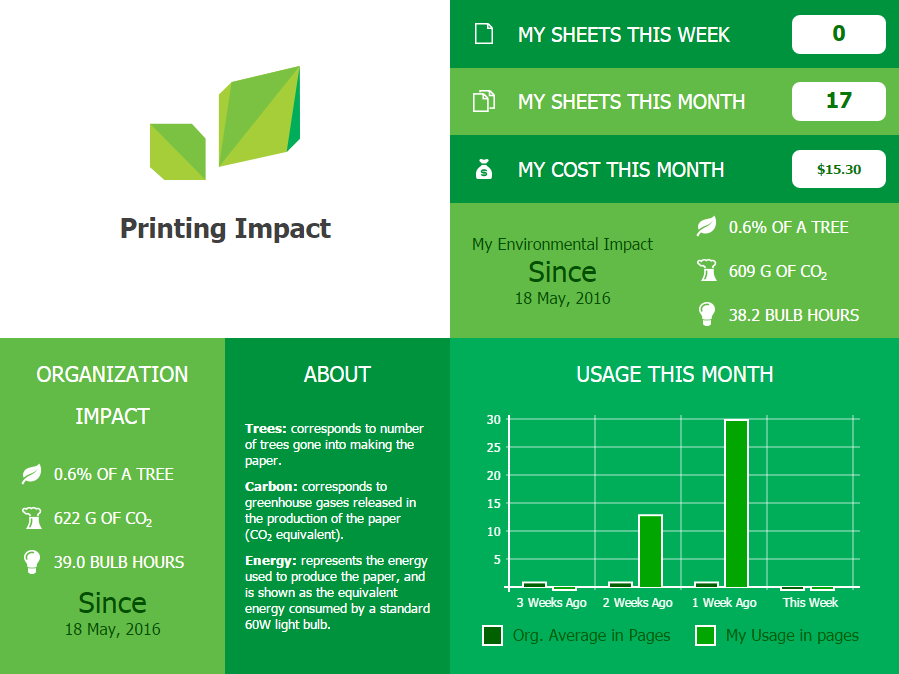 Printing Impact
MY SHEETS THIS WEEK 0
MY SHEETS THIS MONTH 17
MY COST THIS MONTH $15.30
My Environmental Impact
Since
18 May, 2016
0.6% OF A TREE
609 G OF CO₂
38.2 BULB HOURS
ORGANIZATION
IMPACT
0.6% OF A TREE
622 G OF CO₂
39.0 BULB HOURS
Since
18 May, 2016
ABOUT
Trees: corresponds to number
of trees gone into making the
paper.
Carbon: corresponds to
greenhouse gases released in
the production of the paper
(CO₂ equivalent).
Energy: represents the energy
used to produce the paper, and
is shown as the equivalent
energy consumed by a standard
60W light bulb.
USAGE THIS MONTH
30
25
20
15
10
5
3 Weeks Ago 2 Weeks Ago 1 Week Ago This Week
Org. Average in Pages My Usage in pages